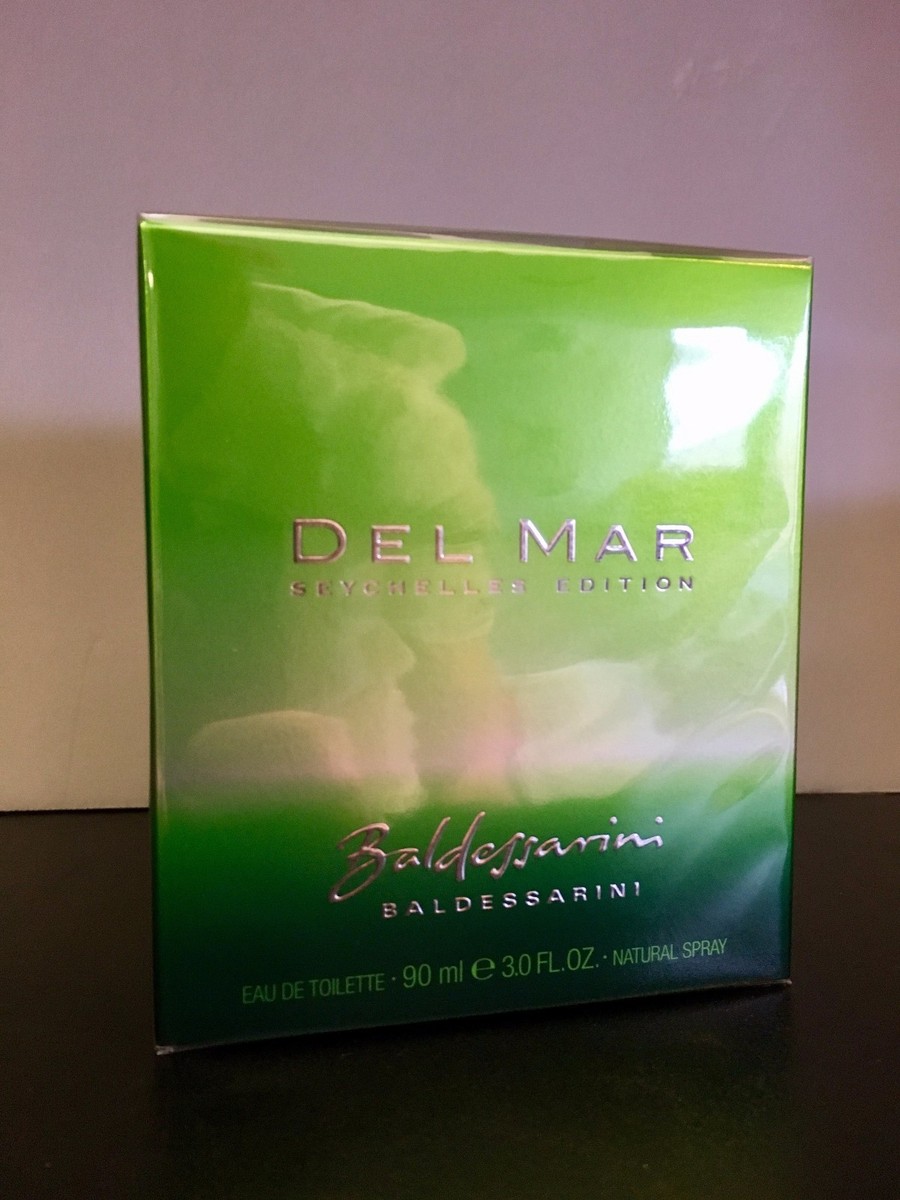 DEL MAR
SEYCHELLES EDITION
Baldessarini
BALDESSARINI
EAU DE TOILETTE · 90 ml ℮ 3.0 FL.OZ. · NATURAL SPRAY